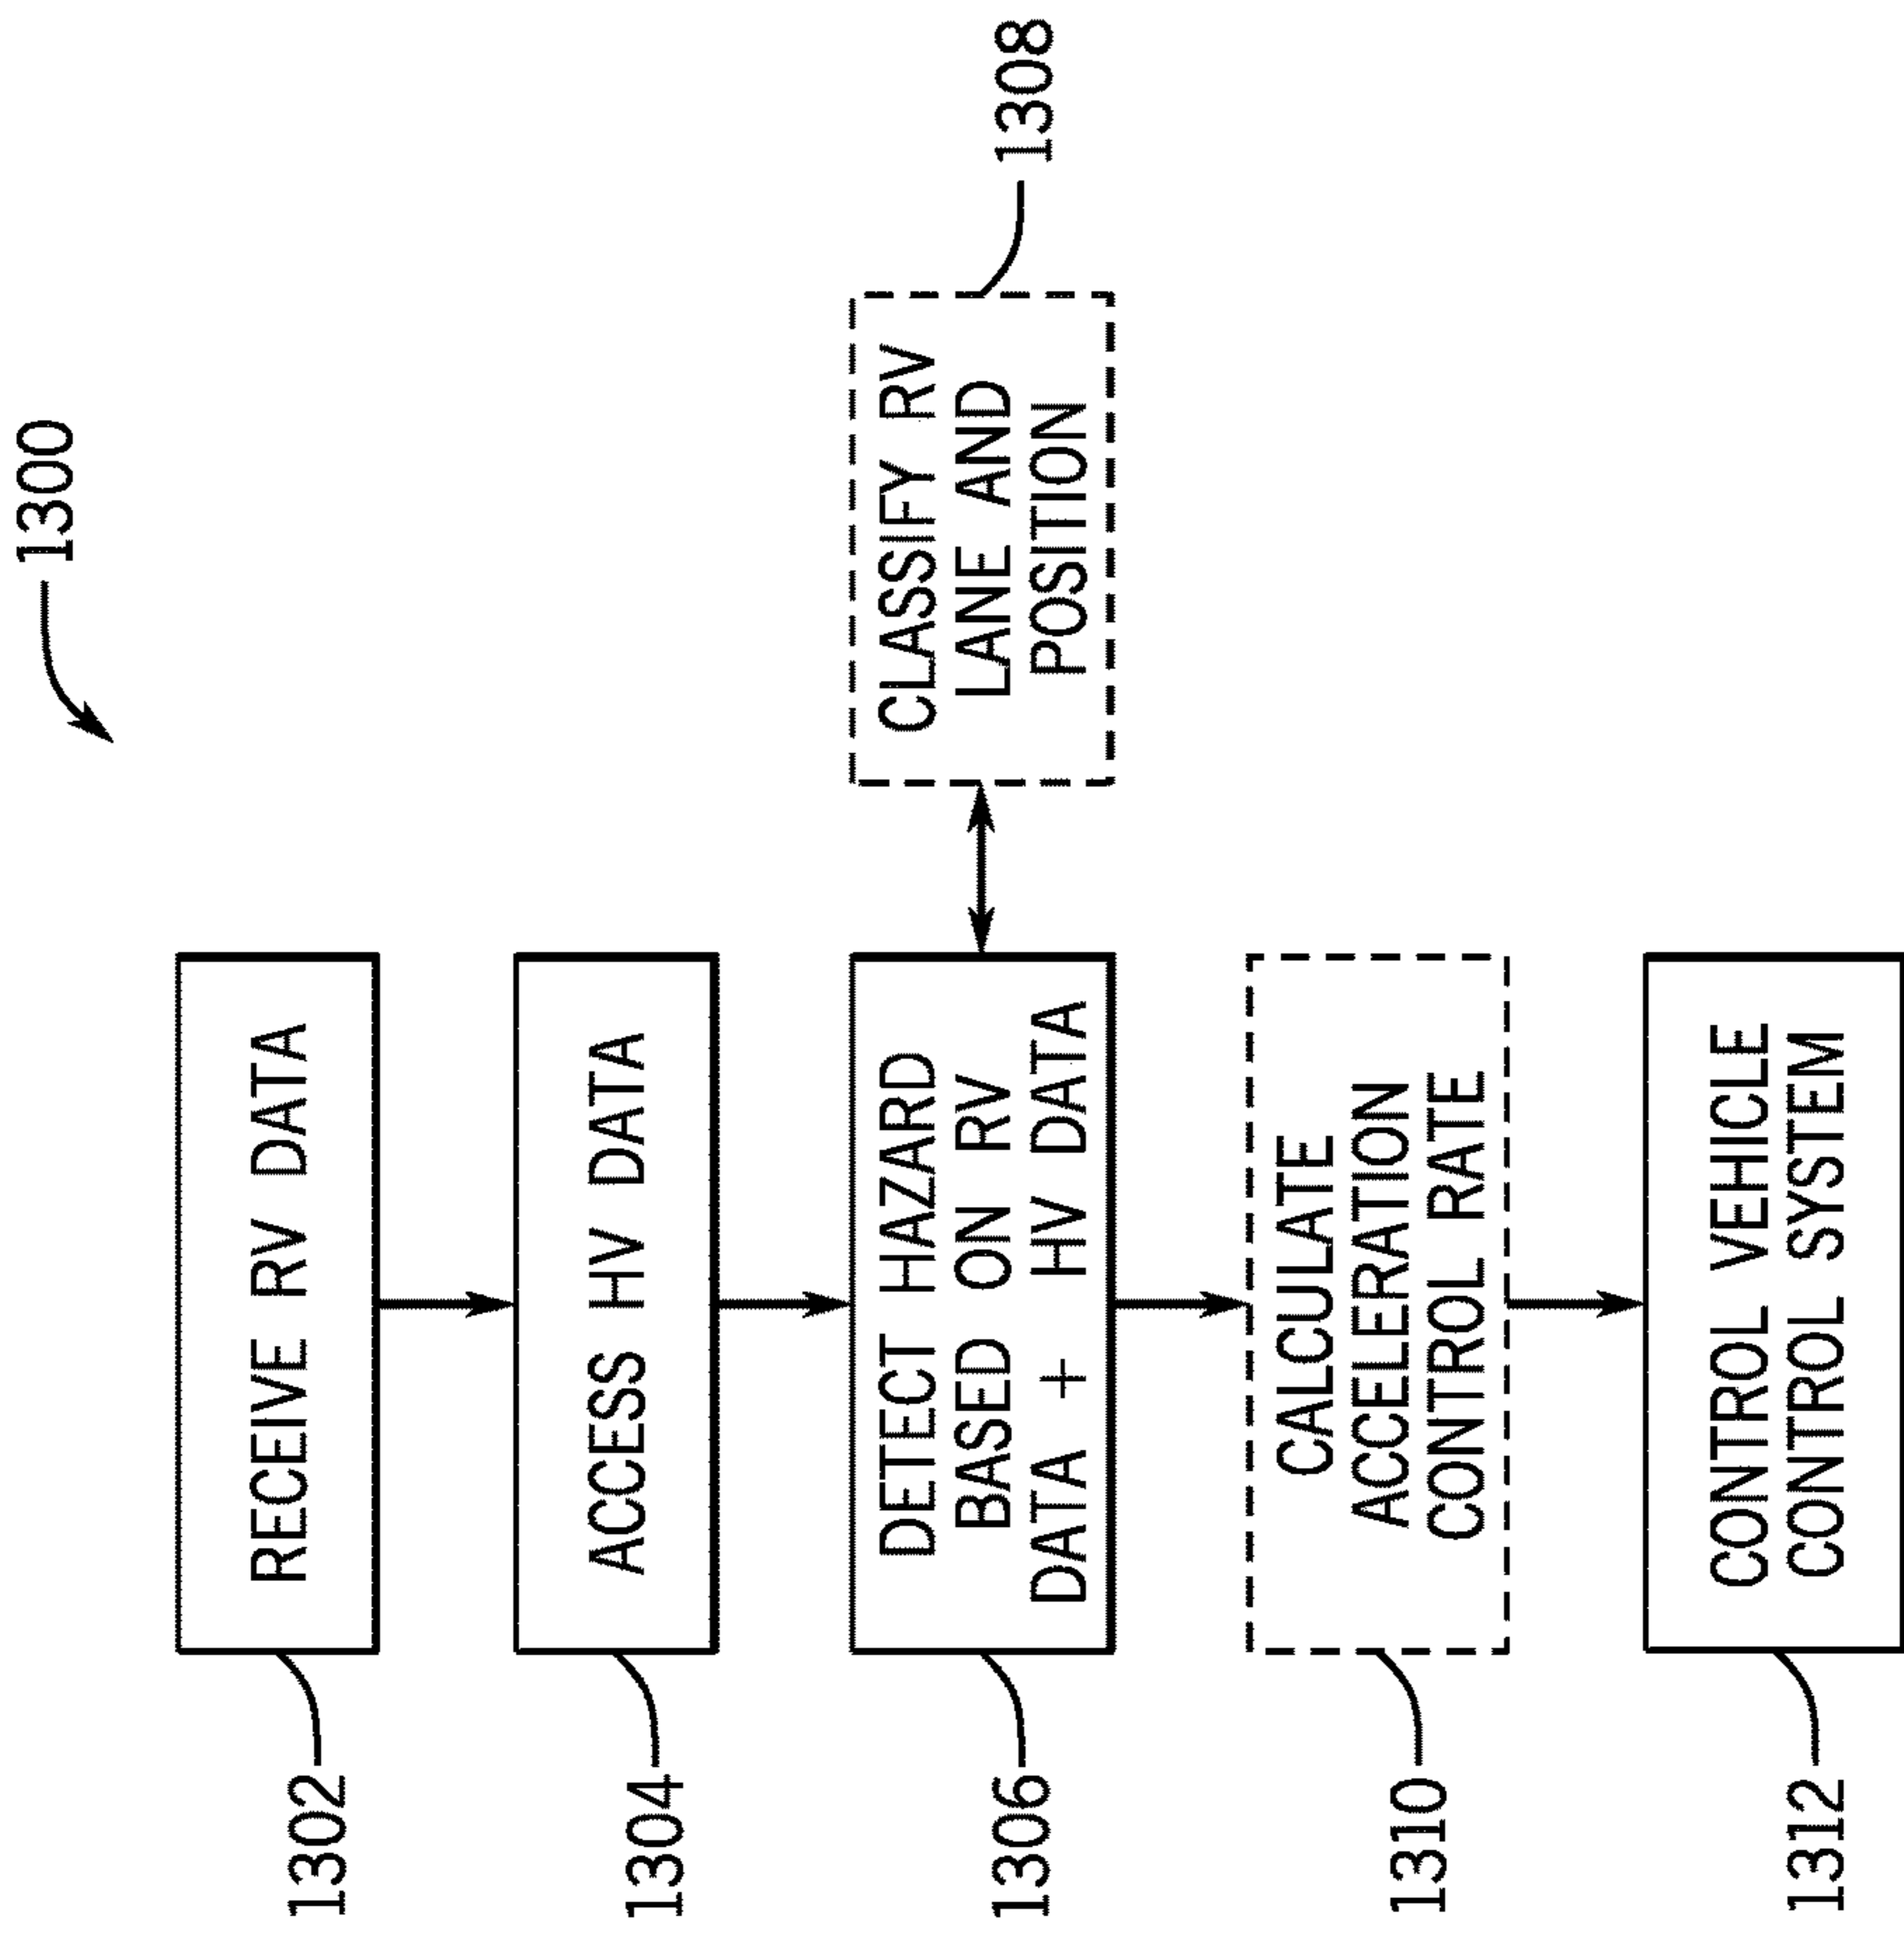 1300
RECEIVE RV DATA
1302
ACCESS HV DATA
1304
DETECT HAZARD
BASED ON RV
DATA + HV DATA
1306
CLASSIFY RV
LANE AND
POSITION
1308
CALCULATE
ACCELERATION
CONTROL RATE
1310
CONTROL VEHICLE
CONTROL SYSTEM
1312